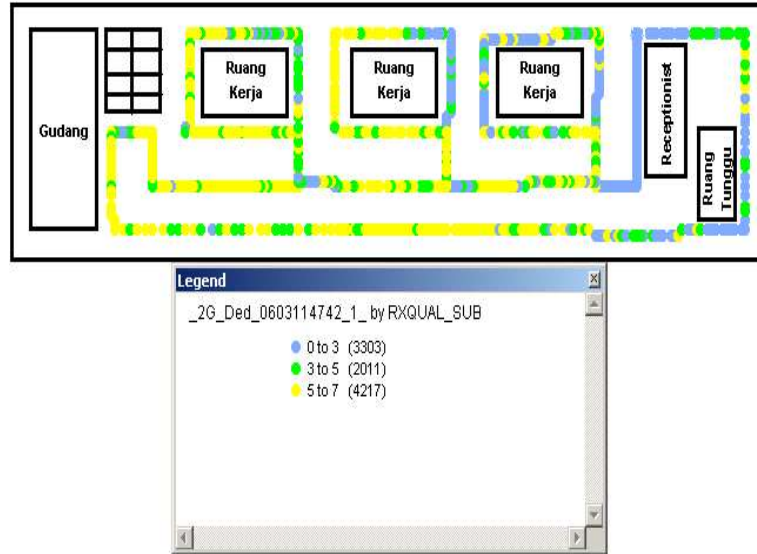 Gudang
Ruang
Kerja
Ruang
Kerja
Ruang
Kerja
Receptionist
Ruang
Tunggu
Legend
_2G_Ded_0603114742_1_ by RXQUAL_SUB
0 to 3 (3303)
3 to 5 (2011)
5 to 7 (4217)